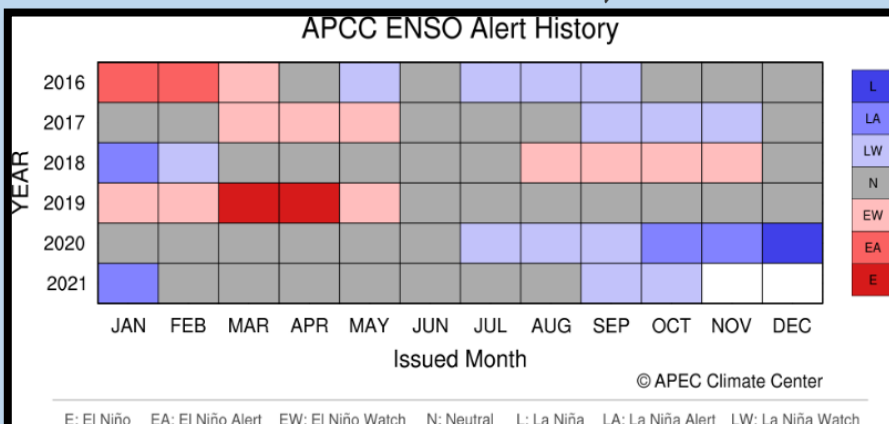 APCC ENSO Alert History
YEAR
2016
2017
2018
2019
2020
2021
JAN FEB MAR APR MAY JUN JUL AUG SEP OCT NOV DEC
Issued Month
L
LA
LW
N
EW
EA
E
© APEC Climate Center
E: El Niño EA: El Niño Alert EW: El Niño Watch N: Neutral L: La Niña LA: La Niña Alert LW: La Niña Watch